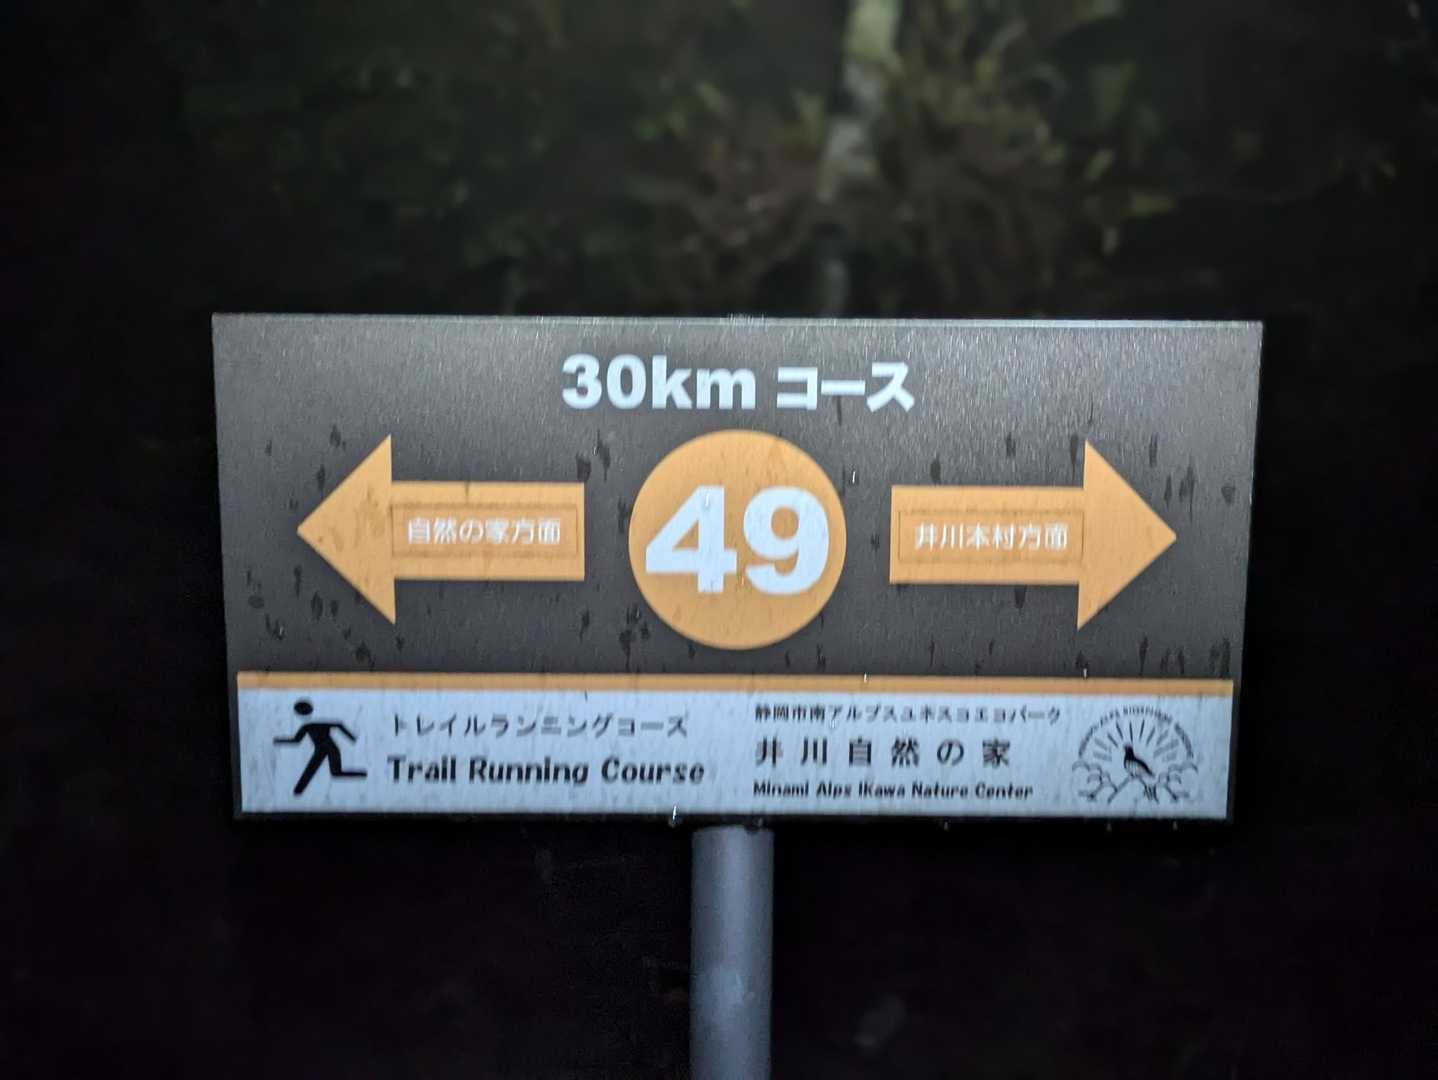 30km コース
自然の家方面
49
井川本村方面
トレイルランニングコース
Trail Running Course
静岡市南アルプスユネスコエコパーク
井川自然の家
Minami Alps IKawa Nature Center